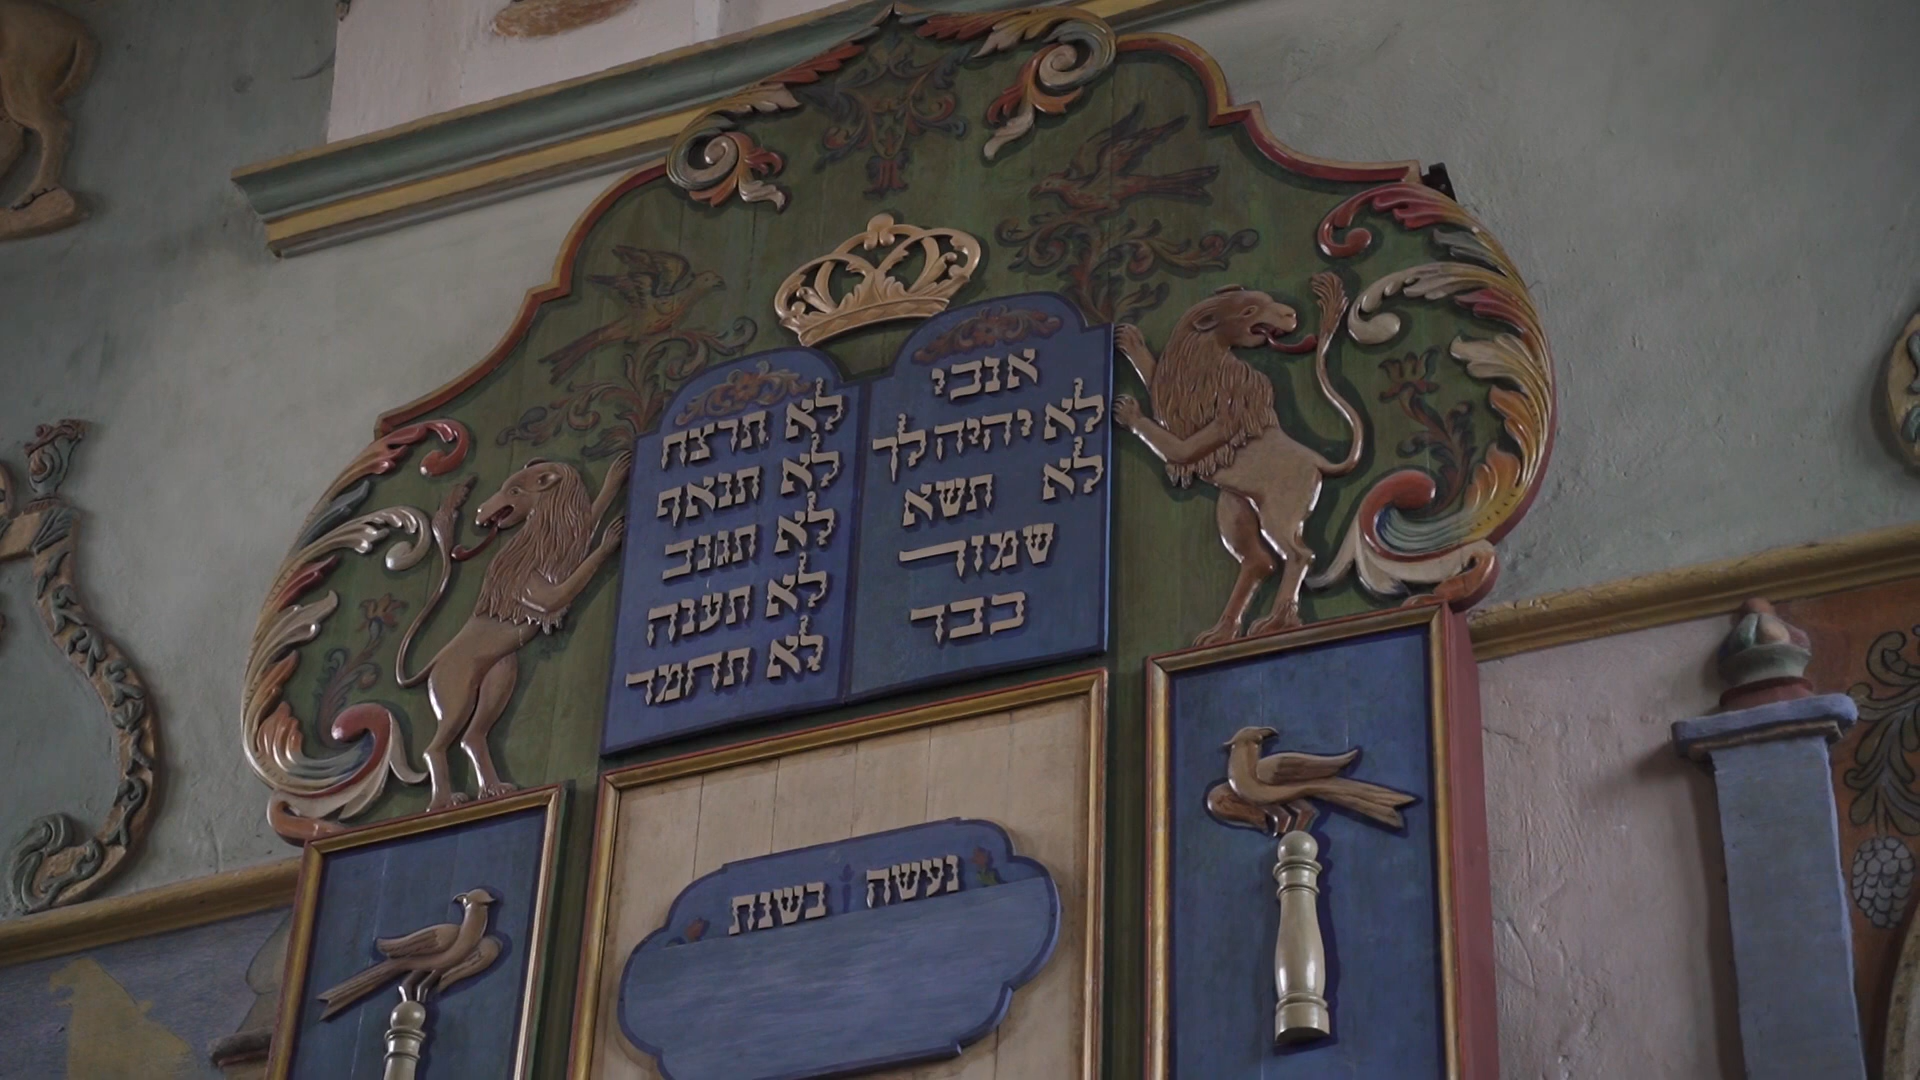 אנכי
לא יהיה לך
לא תשא
שמור
כבד
לא תרצח
לא תנאף
לא תגנב
לא תענה
לא תחמד
נעשה בשנת